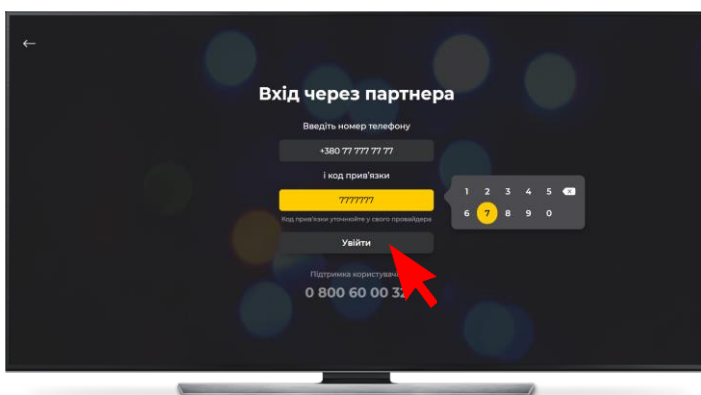 Вхід через партнера
Введіть номер телефону
+380 77 777 77 77
і код прив'язки
7777777
1 2 3 4 5
6 7 8 9 0
Код прив'язки уточнюйте у свого провайдера
Увійти
Підтримка користувачів
0 800 60 00 32